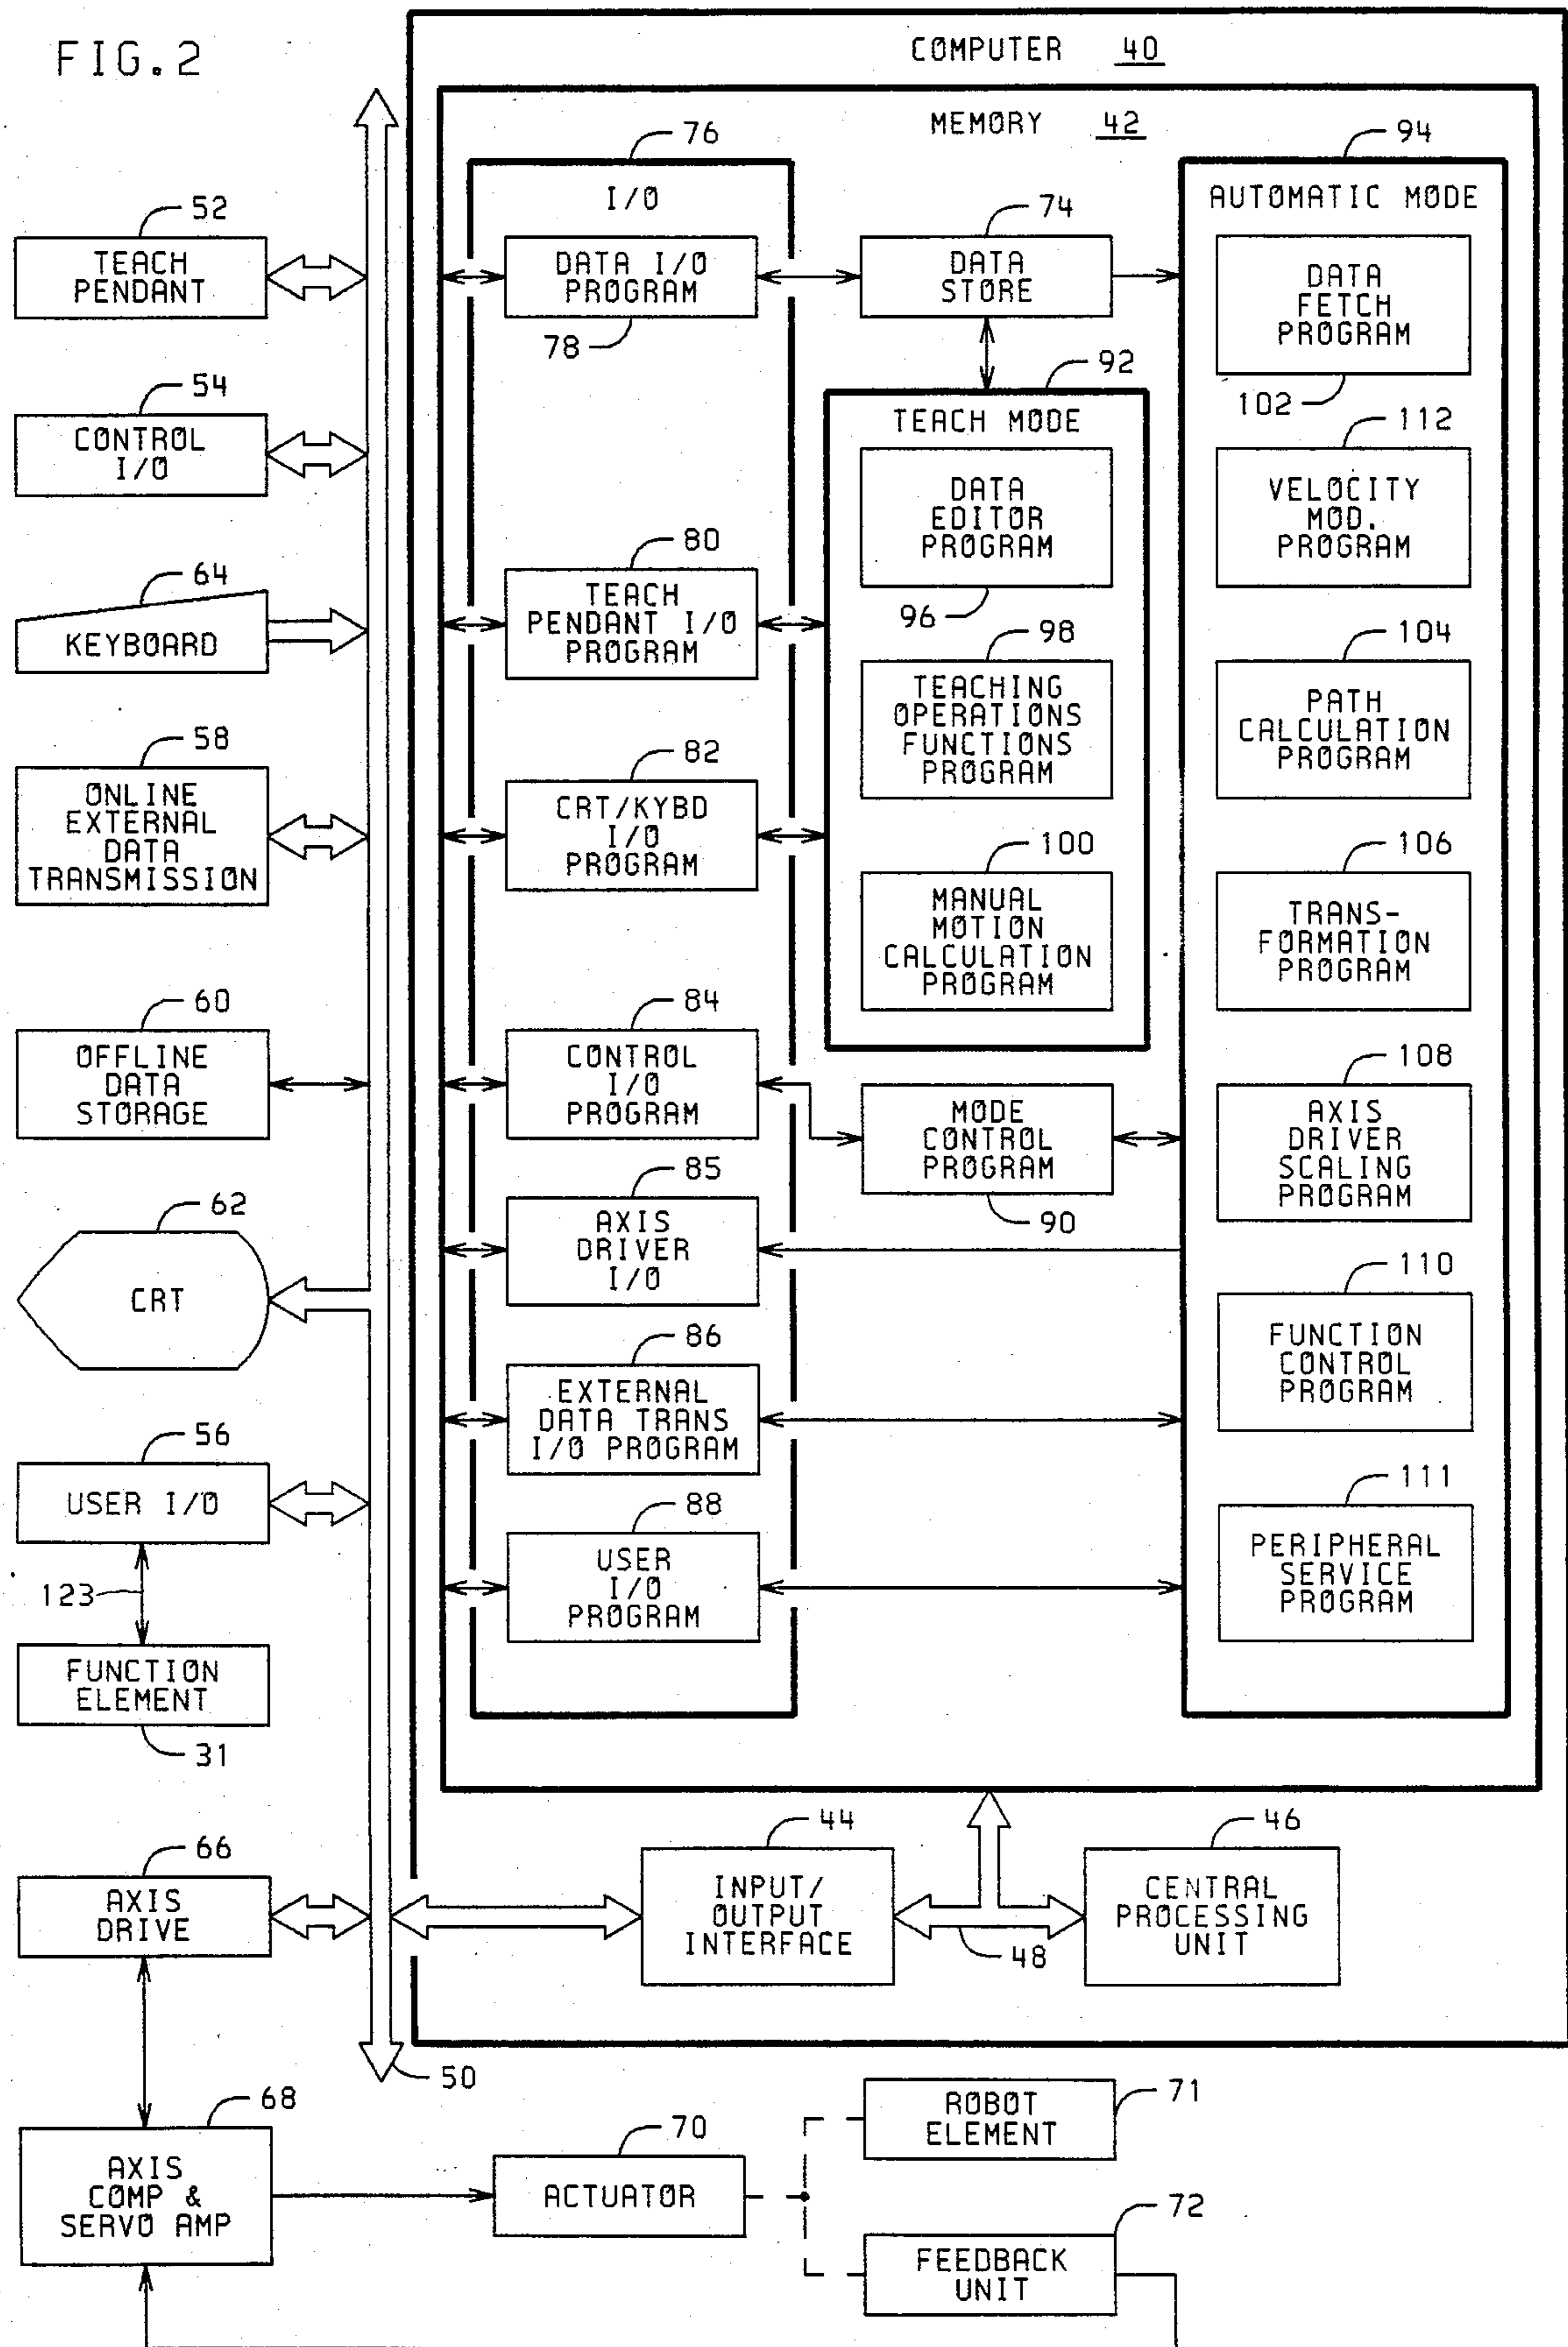 FIG.2
COMPUTER 40
MEMORY 42
52
TEACH
PENDANT
54
CONTROL
I/O
64
KEYBOARD
58
ONLINE
EXTERNAL
DATA
TRANSMISSION
60
OFFLINE
DATA
STORAGE
62
CRT
56
USER I/O
123
FUNCTION
ELEMENT
31
66
AXIS
DRIVE
50
76
I/O
DATA I/O
PROGRAM
78
80
TEACH
PENDANT I/O
PROGRAM
82
CRT/KYBD
I/O
PROGRAM
84
CONTROL
I/O
PROGRAM
85
AXIS
DRIVER
I/O
86
EXTERNAL
DATA TRANS
I/O PROGRAM
88
USER
I/O
PROGRAM
74
DATA
STORE
92
TEACH MODE
DATA
EDITOR
PROGRAM
96
98
TEACHING
OPERATIONS
FUNCTIONS
PROGRAM
100
MANUAL
MOTION
CALCULATION
PROGRAM
MODE
CONTROL
PROGRAM
90
94
AUTOMATIC MODE
DATA
FETCH
PROGRAM
102
112
VELOCITY
MOD.
PROGRAM
104
PATH
CALCULATION
PROGRAM
106
TRANS-
FORMATION
PROGRAM
108
AXIS
DRIVER
SCALING
PROGRAM
110
FUNCTION
CONTROL
PROGRAM
111
PERIPHERAL
SERVICE
PROGRAM
44
INPUT/
OUTPUT
INTERFACE
48
46
CENTRAL
PROCESSING
UNIT
68
AXIS
COMP &
SERVO AMP
70
ACTUATOR
71
ROBOT
ELEMENT
72
FEEDBACK
UNIT